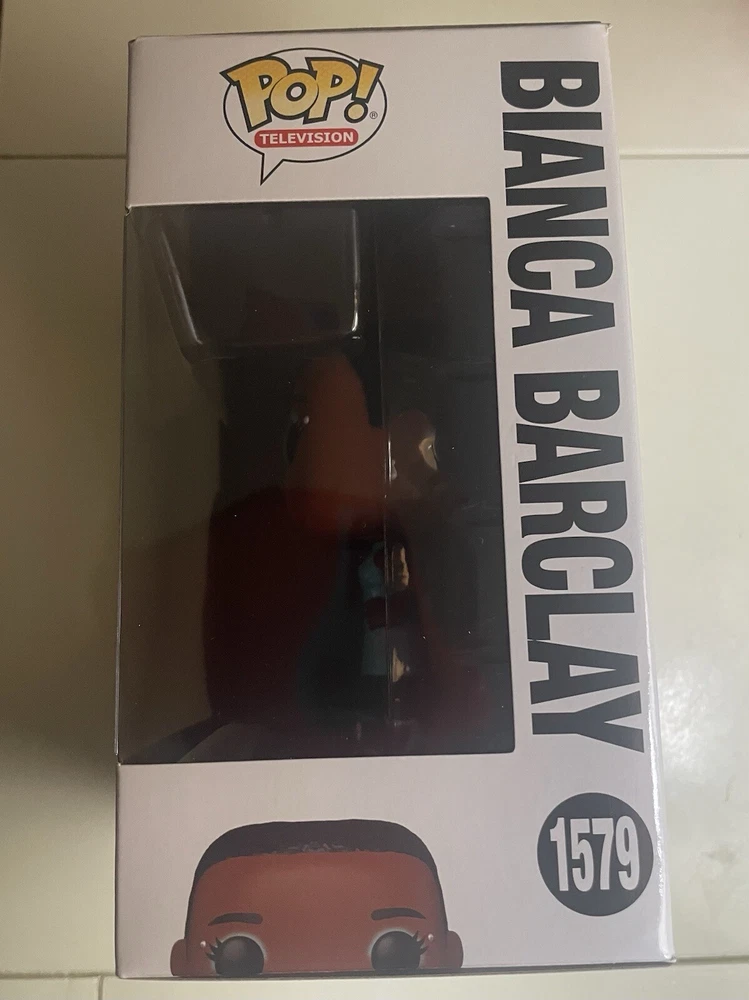 POP! ®
TELEVISION
BIANCA BARCLAY
1579